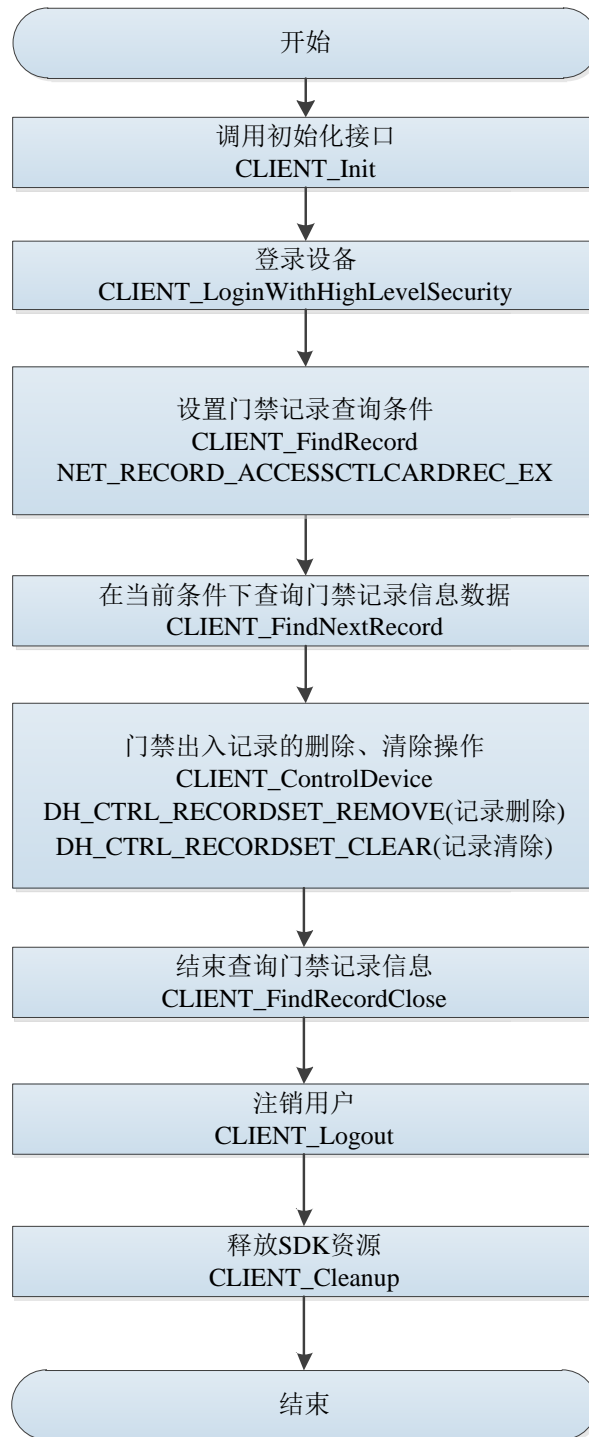 开始
调用初始化接口
CLIENT_Init
登录设备
CLIENT_LoginWithHighLevelSecurity
设置门禁记录查询条件
CLIENT_FindRecord
NET_RECORD_ACCESSCTLCARDREC_EX
在当前条件下查询门禁记录信息数据
CLIENT_FindNextRecord
门禁出入记录的删除、清除操作
CLIENT_ControlDevice
DH_CTRL_RECORDSET_REMOVE(记录删除)
DH_CTRL_RECORDSET_CLEAR(记录清除)
结束查询门禁记录信息
CLIENT_FindRecordClose
注销用户
CLIENT_Logout
释放SDK资源
CLIENT_Cleanup
结束